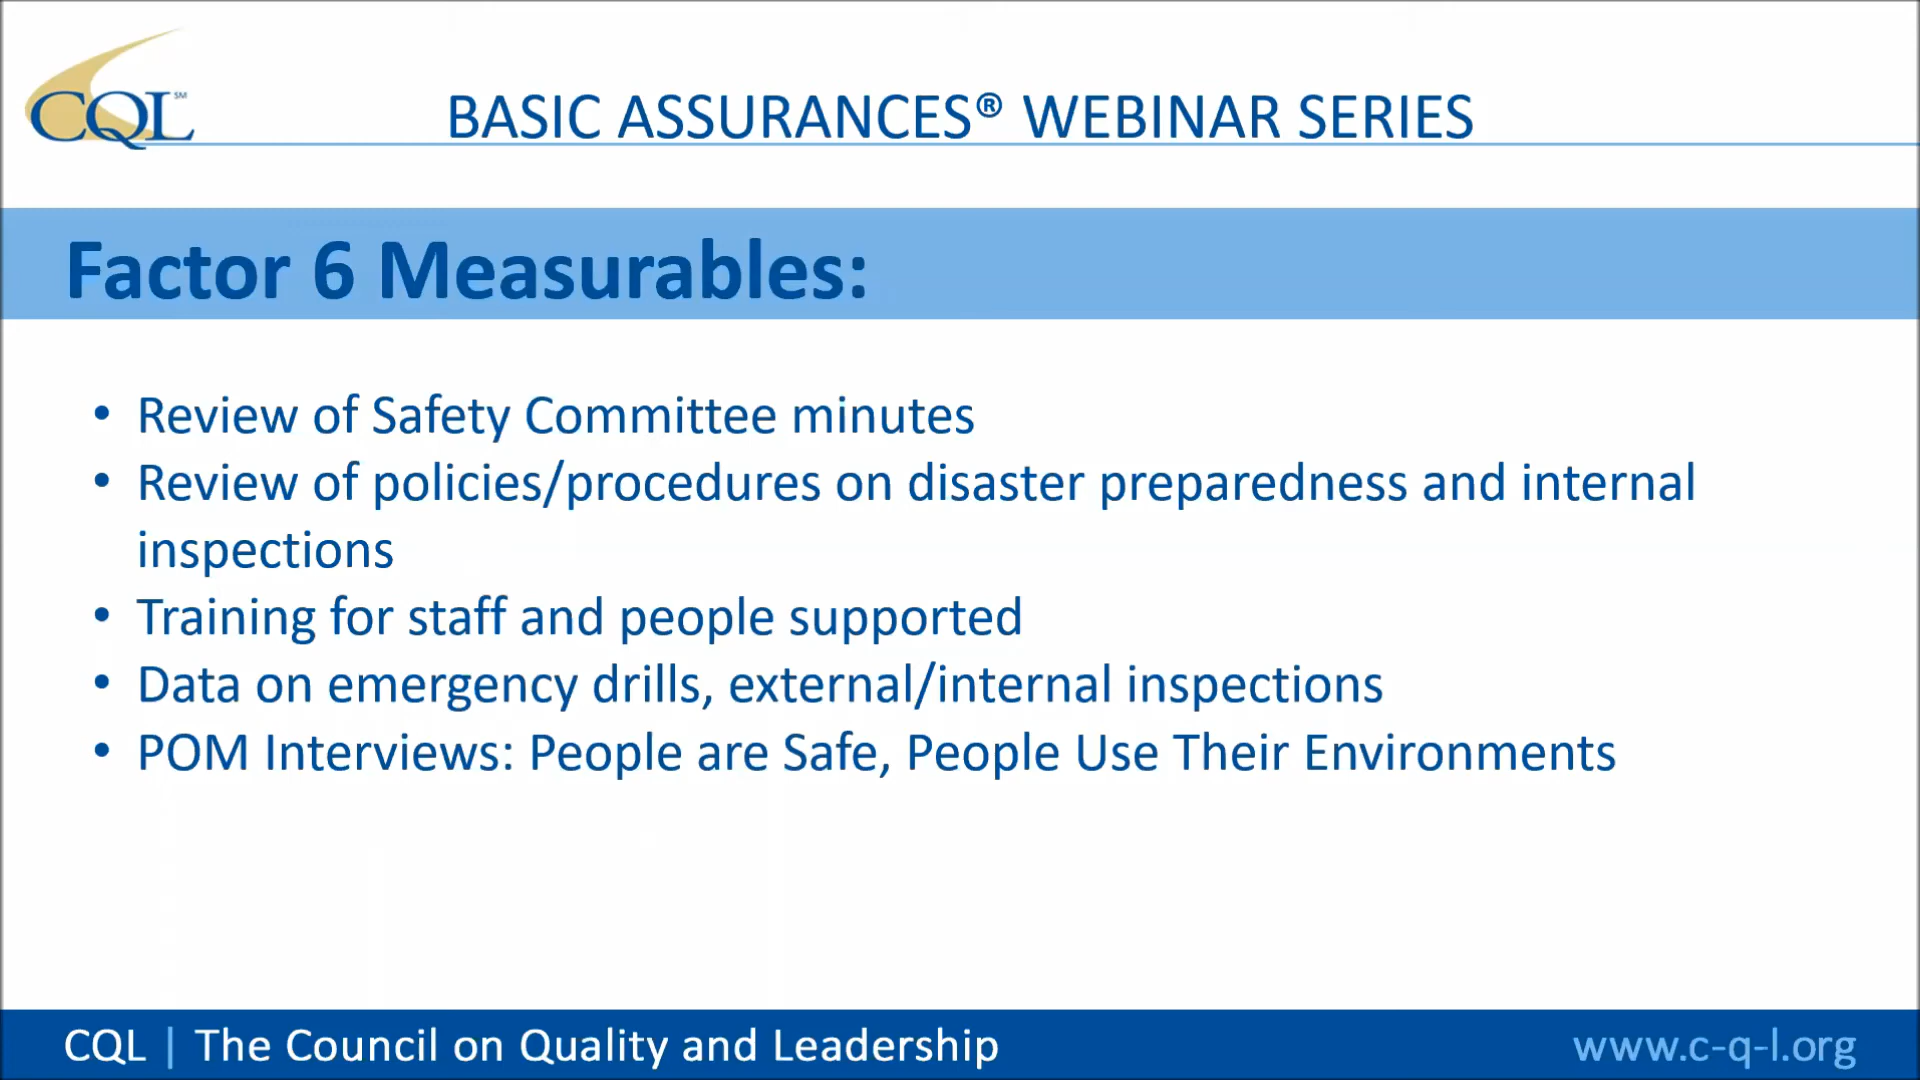 CQL℠
BASIC ASSURANCES® WEBINAR SERIES
Factor 6 Measurables:
• Review of Safety Committee minutes
• Review of policies/procedures on disaster preparedness and internal
inspections
• Training for staff and people supported
• Data on emergency drills, external/internal inspections
• POM Interviews: People are Safe, People Use Their Environments
CQL | The Council on Quality and Leadership
www.c-q-l.org